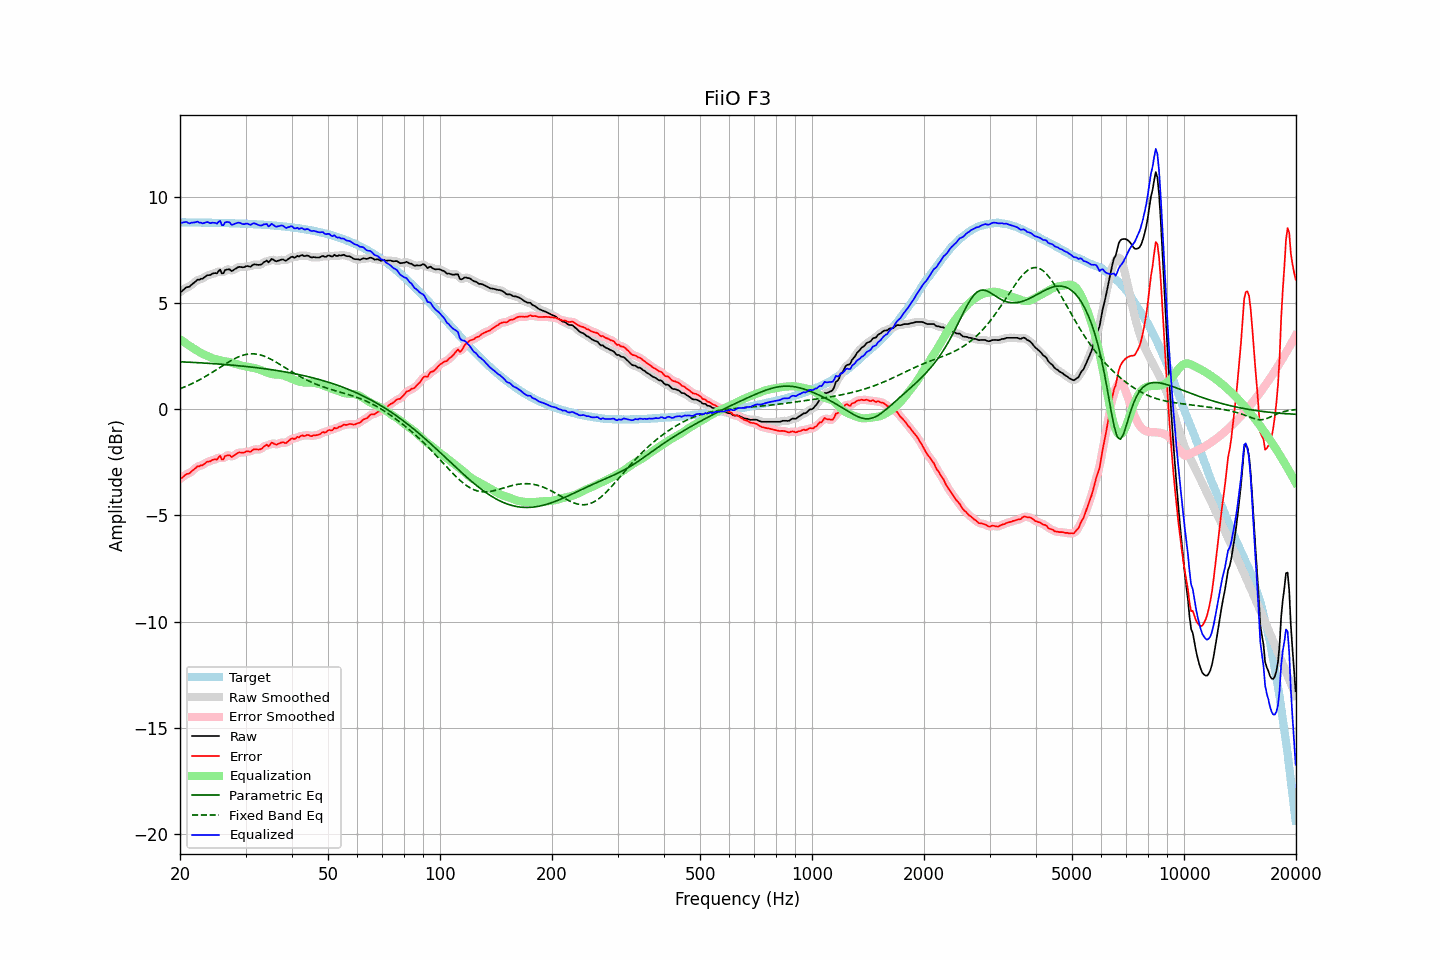 FiiO F3
Amplitude (dBr)
10
5
0
−5
−10
−15
−20
Target
Raw Smoothed
Error Smoothed
Raw
Error
Equalization
Parametric Eq
Fixed Band Eq
Equalized
20 50 100 200 500 1000 2000 5000 10000 20000
Frequency (Hz)